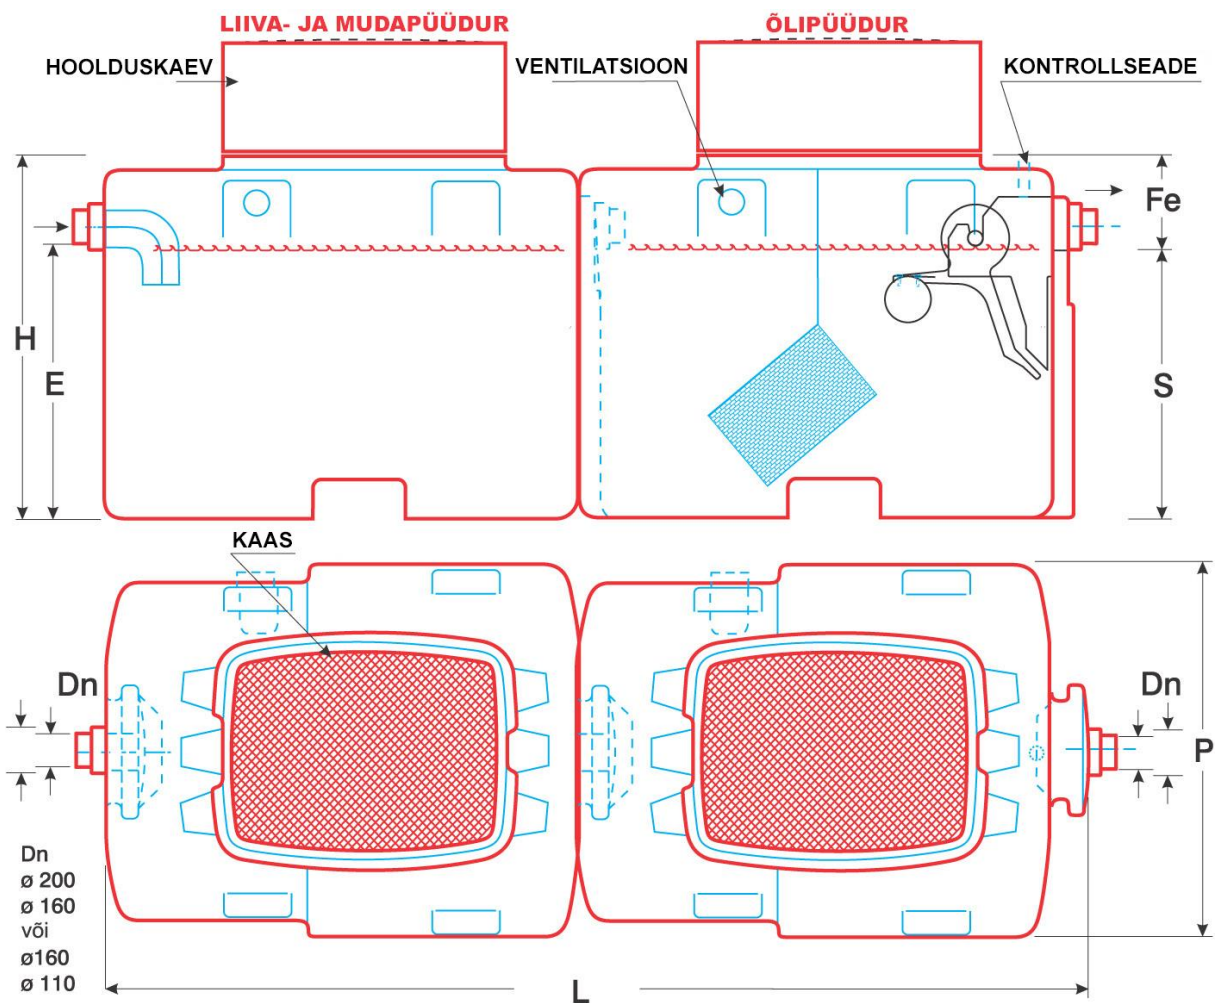 LIIVA- JA MUDAPÜÜDUR
ÕLIPÜÜDUR
HOOLDUSKAEV
VENTILATSIOON
KONTROLLSEADE
Fe
H
E
S
KAAS
Dn
Dn
P
Dn
ø 200
ø 160
või
ø160
ø 110
L